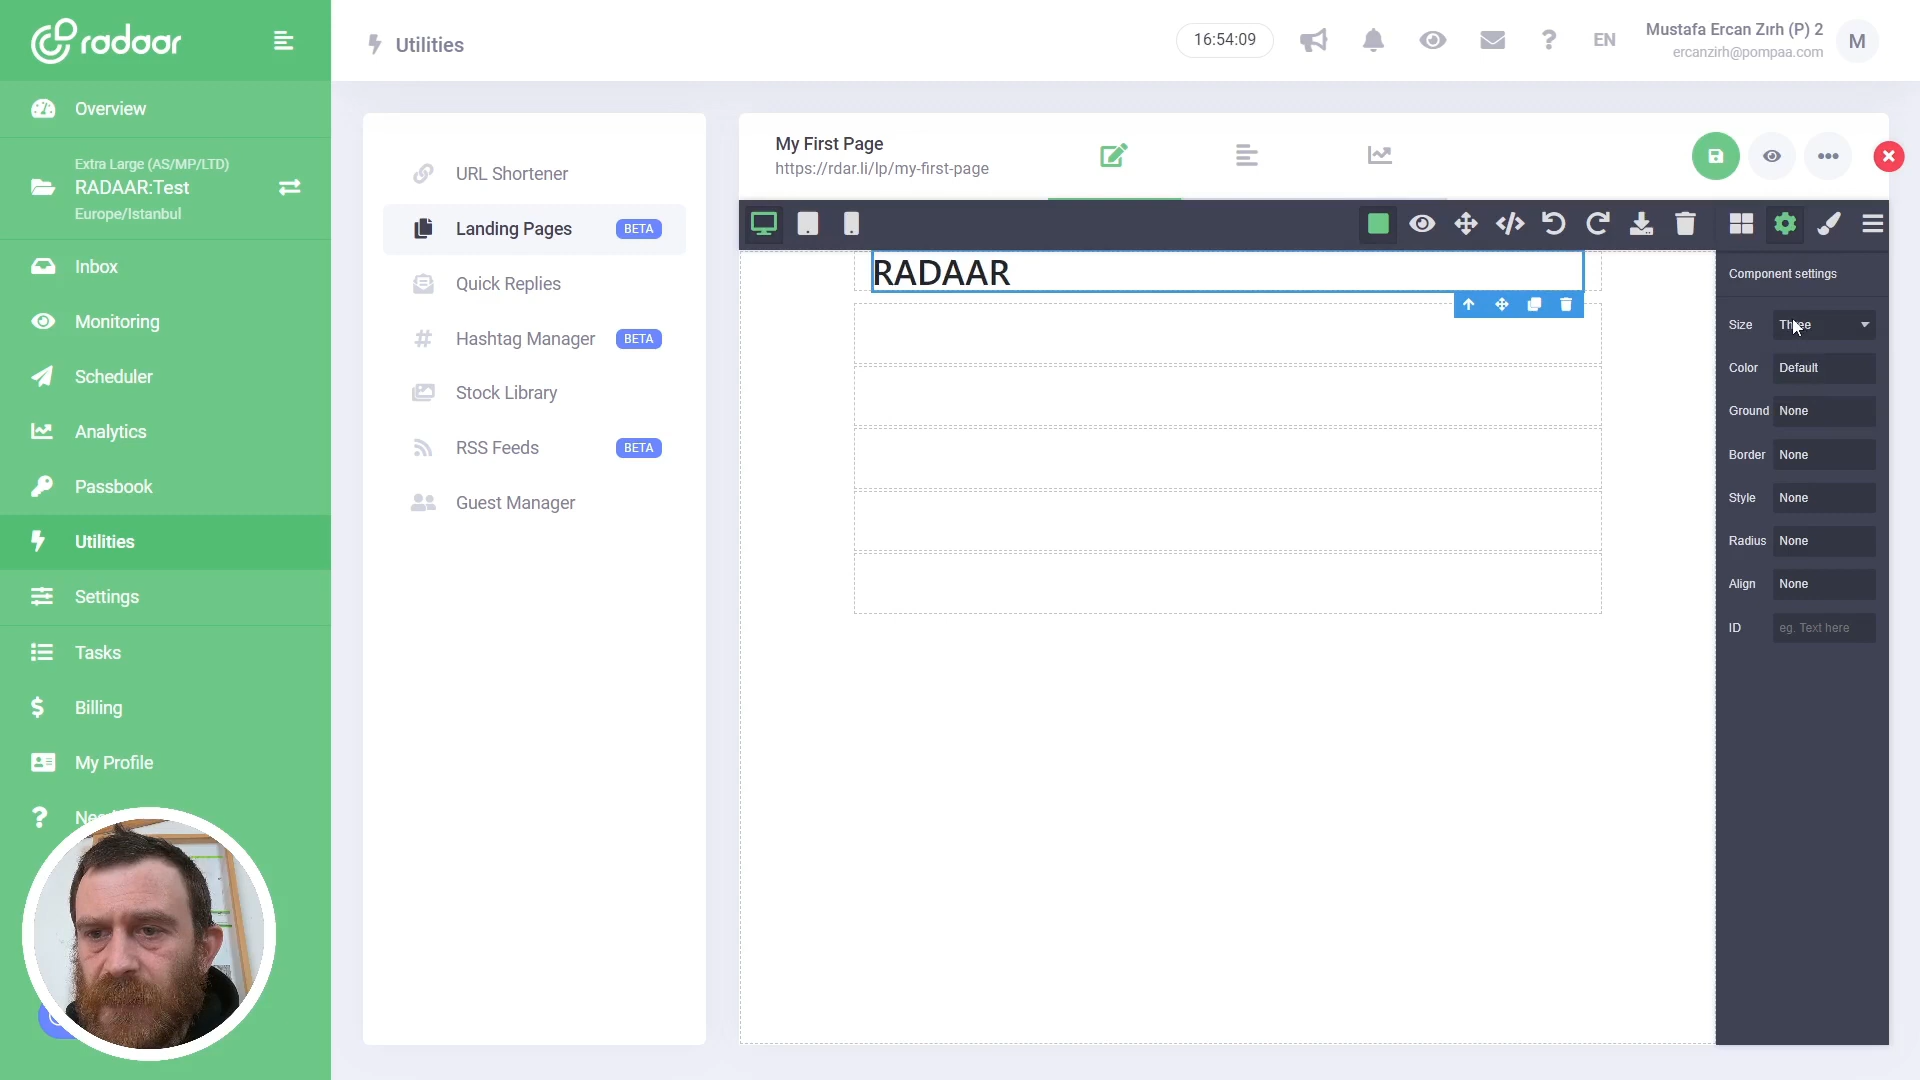 radaar
Utilities
16:54:09
EN
Mustafa Ercan Zırh (P) 2
ercanzirh@pompaa.com
M
Overview
Extra Large (AS/MP/LTD)
RADAAR:Test
Europe/Istanbul
Inbox
Monitoring
Scheduler
Analytics
Passbook
Utilities
Settings
Tasks
Billing
My Profile
URL Shortener
Landing Pages BETA
Quick Replies
Hashtag Manager BETA
Stock Library
RSS Feeds BETA
Guest Manager
My First Page
https://rdar.li/lp/my-first-page
RADAAR
Component settings
Size Three
Color Default
Ground None
Border None
Style None
Radius None
Align None
ID eg. Text here